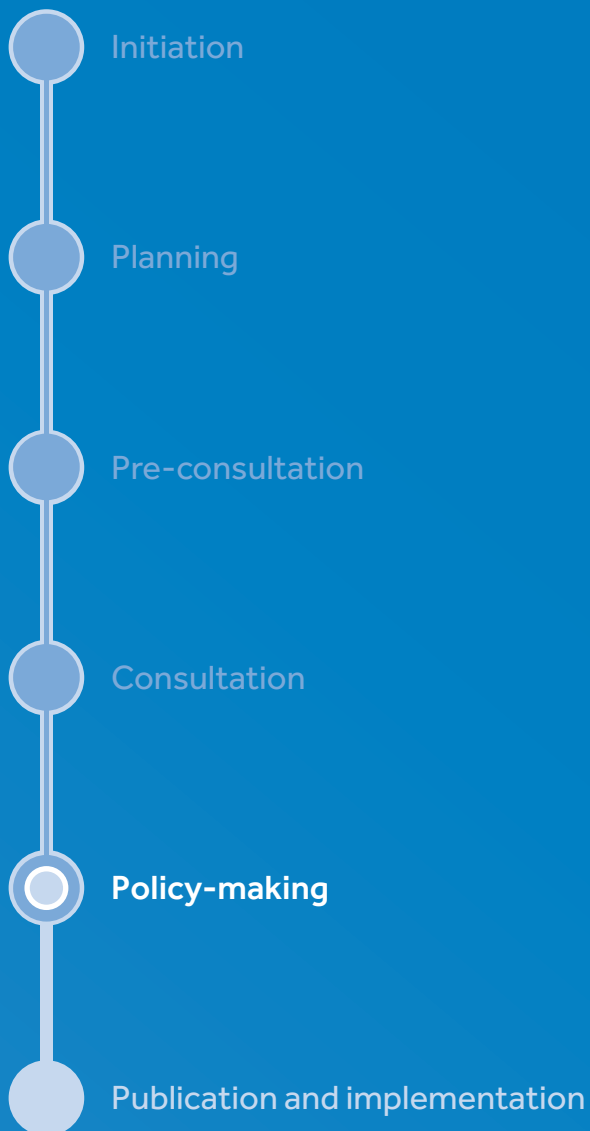 Initiation
Planning
Pre-consultation
Consultation
Policy-making
Publication and implementation